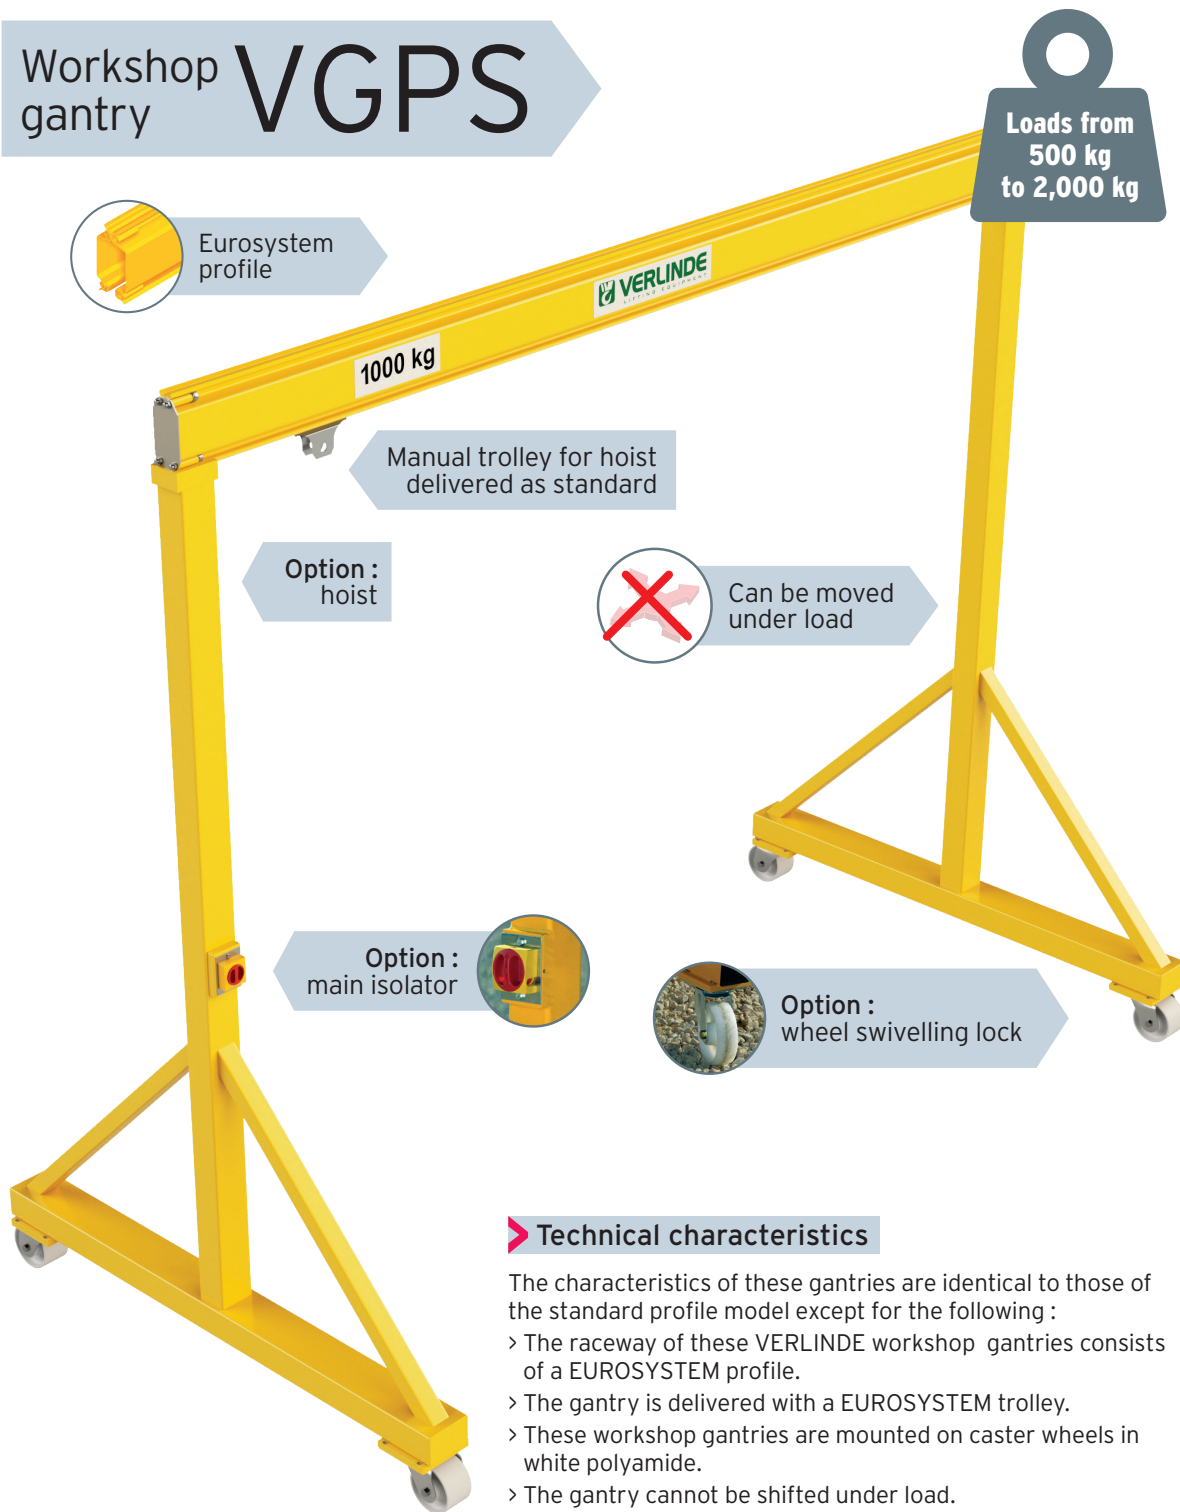 Workshop
gantry
VGPS
Loads from
500 kg
to 2,000 kg
Eurosystem
profile
VERLINDE
LIFTING EQUIPMENT
1000 kg
Manual trolley for hoist
delivered as standard
Option :
hoist
Can be moved
under load
Option :
main isolator
Option :
wheel swivelling lock
Technical characteristics
The characteristics of these gantries are identical to those of
the standard profile model except for the following :
> The raceway of these VERLINDE workshop gantries consists
of a EUROSYSTEM profile.
> The gantry is delivered with a EUROSYSTEM trolley.
> These workshop gantries are mounted on caster wheels in
white polyamide.
> The gantry cannot be shifted under load.